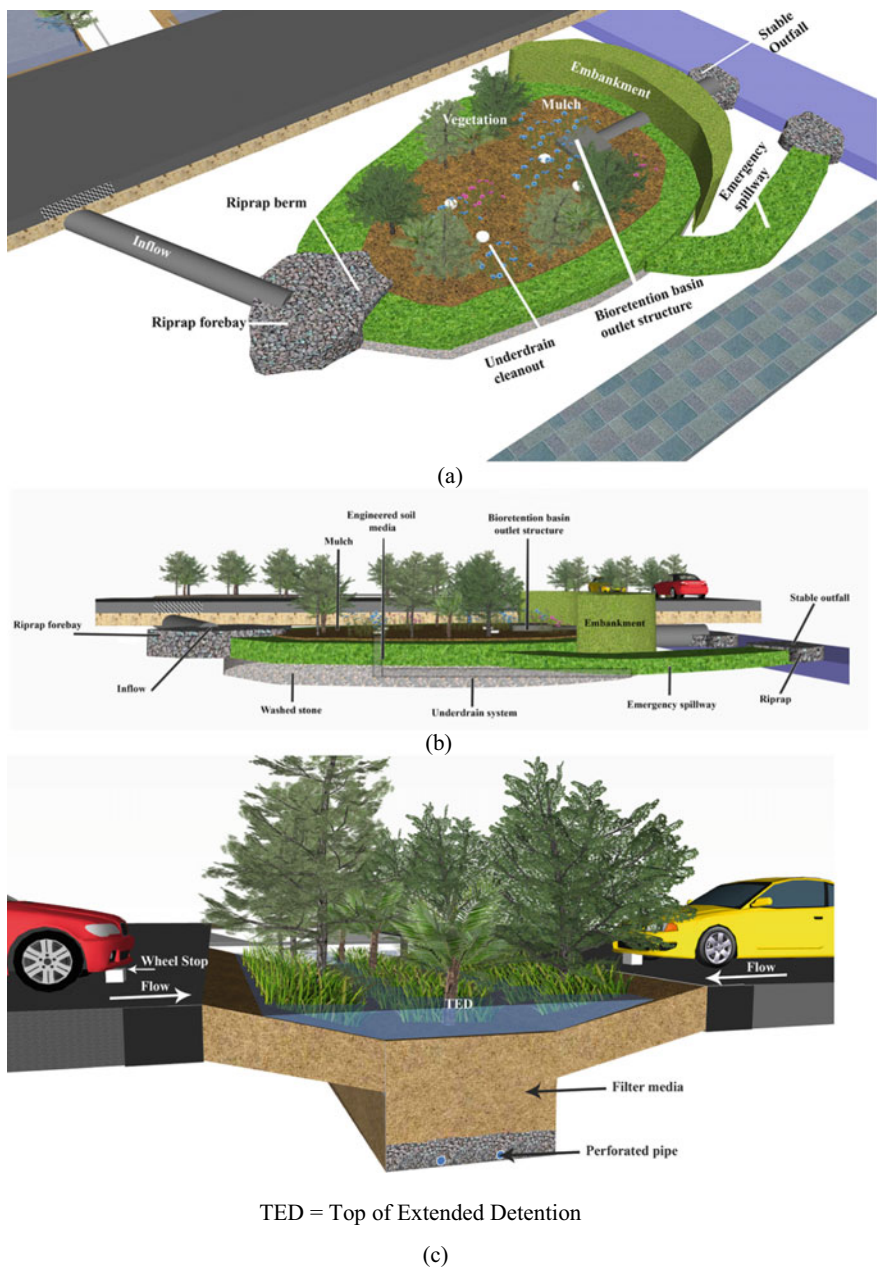 Stable
Outfall
Embankment
Mulch
Vegetation
Emergency
spillway
Riprap berm
Inflow
Riprap forebay
Bioretention basin
outlet structure
Underdrain
cleanout
(a)
Engineered soil
media
Bioretention basin
outlet structure
Mulch
Stable outfall
Riprap forebay
Embankment
Inflow
Washed stone
Underdrain system
Emergency spillway
Riprap
(b)
Wheel Stop
Flow
Flow
TED
Filter media
Perforated pipe
TED = Top of Extended Detention
(c)